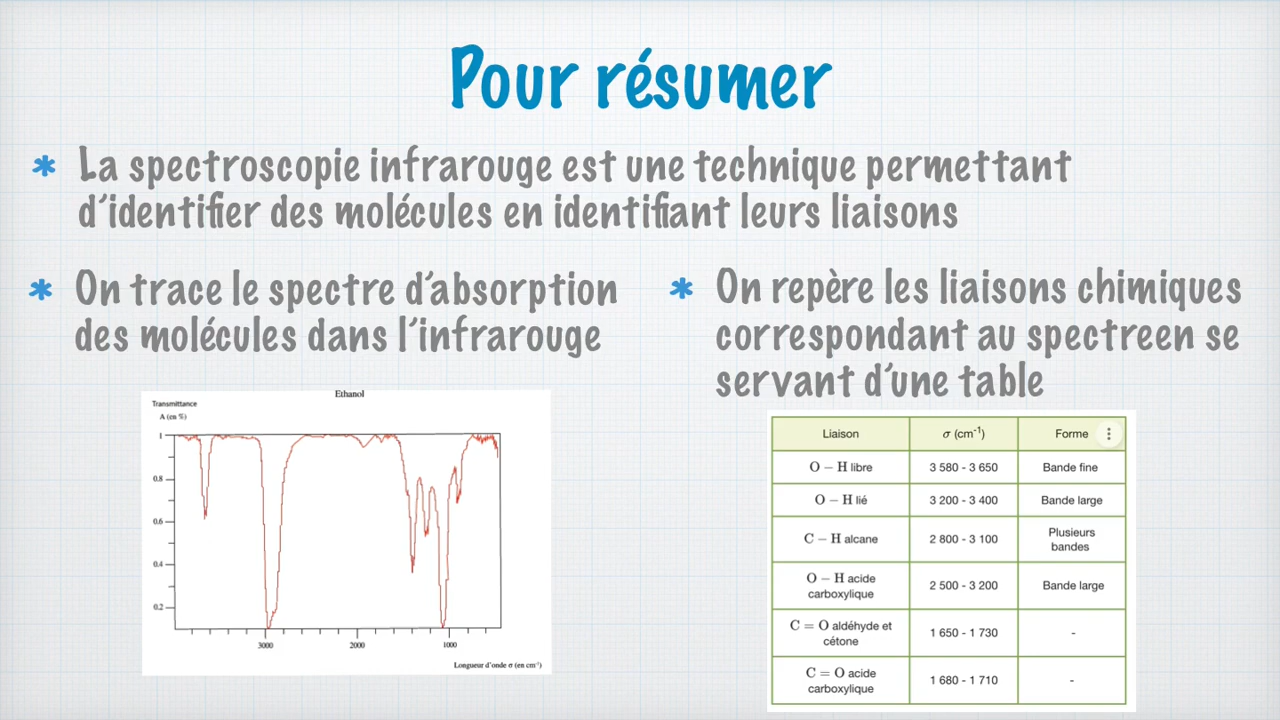 Pour résumer
* La spectroscopie infrarouge est une technique permettant
d'identifier des molécules en identifiant leurs liaisons
* On trace le spectre d'absorption
des molécules dans l'infrarouge
* On repère les liaisons chimiques
correspondant au spectreen se
servant d'une table
Ethanol
Transmittance
A (en %)
1
0.8
0.6
0.4
0.2
3000 2000 1000
Longueur d'onde σ (en cm⁻¹)
Liaison σ (cm⁻¹) Forme
O – H libre 3 580 - 3 650 Bande fine
O – H lié 3 200 - 3 400 Bande large
C – H alcane 2 800 - 3 100 Plusieurs
bandes
O – H acide
carboxylique 2 500 - 3 200 Bande large
C = O aldéhyde et
cétone 1 650 - 1 730 -
C = O acide
carboxylique 1 680 - 1 710 -